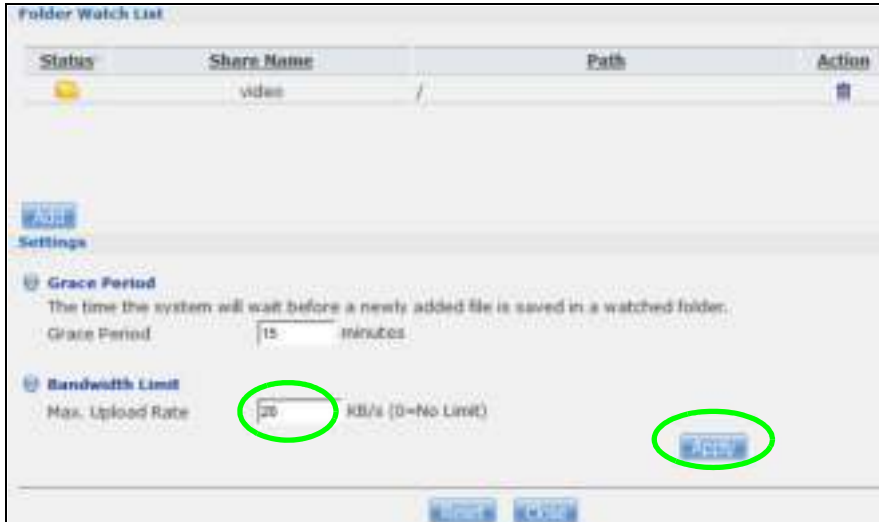 Folder Watch List
Status Share Name Path Action
video /
Add
Settings
Grace Period
The time the system will wait before a newly added file is saved in a watched folder.
Grace Period 15 minutes
Bandwidth Limit
Max. Upload Rate 20 KB/s (0=No Limit)
Apply
Reset Close